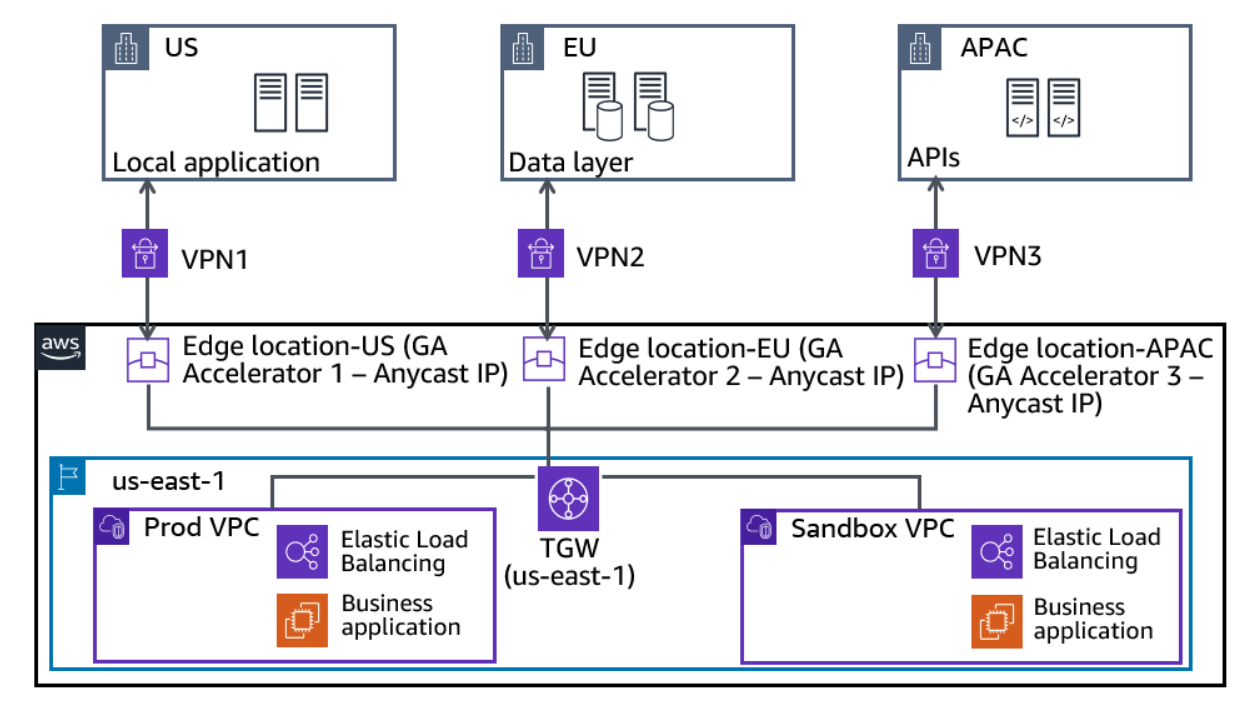 US
EU
APAC
</>
</>
Local application
Data layer
APIs
VPN1
VPN2
VPN3
aws
Edge location-US (GA
Accelerator 1 – Anycast IP)
Edge location-EU (GA
Accelerator 2 – Anycast IP)
Edge location-APAC
(GA Accelerator 3 –
Anycast IP)
us-east-1
Prod VPC
Elastic Load
Balancing
Business
application
TGW
(us-east-1)
Sandbox VPC
Elastic Load
Balancing
Business
application